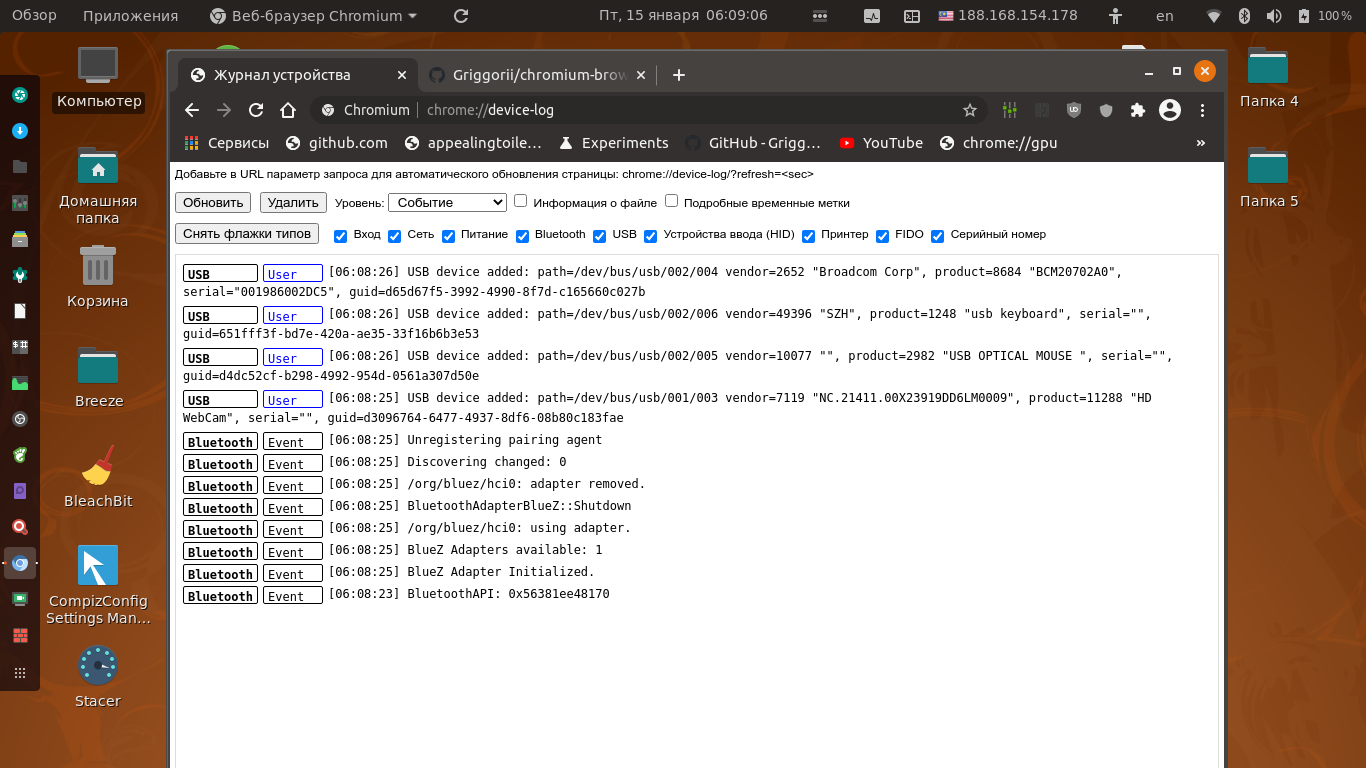 Обзор Приложения Веб-браузер Chromium Пт, 15 января 06:09:06 188.168.154.178 en 100 %
Компьютер
Домашняя
папка
Корзина
Breeze
BleachBit
CompizConfig
Settings Man...
Stacer
Журнал устройства Griggorii/chromium-brow
Chromium chrome://device-log
Сервисы github.com appealingtoile... Experiments GitHub - Grigg... YouTube chrome://gpu »
Добавьте в URL параметр запроса для автоматического обновления страницы: chrome://device-log/?refresh=<sec>
Обновить Удалить Уровень: Событие Информация о файле Подробные временные метки
Снять флажки типов Вход Сеть Питание Bluetooth USB Устройства ввода (HID) Принтер FIDO Серийный номер
USB User [06:08:26] USB device added: path=/dev/bus/usb/002/004 vendor=2652 "Broadcom Corp", product=8684 "BCM20702A0",
serial="001986002DC5", guid=d65d67f5-3992-4990-8f7d-c165660c027b
USB User [06:08:26] USB device added: path=/dev/bus/usb/002/006 vendor=49396 "SZH", product=1248 "usb keyboard", serial="",
guid=651fff3f-bd7e-420a-ae35-33f16b6b3e53
USB User [06:08:26] USB device added: path=/dev/bus/usb/002/005 vendor=10077 "", product=2982 "USB OPTICAL MOUSE ", serial="",
guid=d4dc52cf-b298-4992-954d-0561a307d50e
USB User [06:08:25] USB device added: path=/dev/bus/usb/001/003 vendor=7119 "NC.21411.00X23919DD6LM0009", product=11288 "HD
WebCam", serial="", guid=d3096764-6477-4937-8df6-08b80c183fae
Bluetooth Event [06:08:25] Unregistering pairing agent
Bluetooth Event [06:08:25] Discovering changed: 0
Bluetooth Event [06:08:25] /org/bluez/hci0: adapter removed.
Bluetooth Event [06:08:25] BluetoothAdapterBlueZ::Shutdown
Bluetooth Event [06:08:25] /org/bluez/hci0: using adapter.
Bluetooth Event [06:08:25] BlueZ Adapters available: 1
Bluetooth Event [06:08:25] BlueZ Adapter Initialized.
Bluetooth Event [06:08:23] BluetoothAPI: 0x56381ee48170
Папка 4
Папка 5